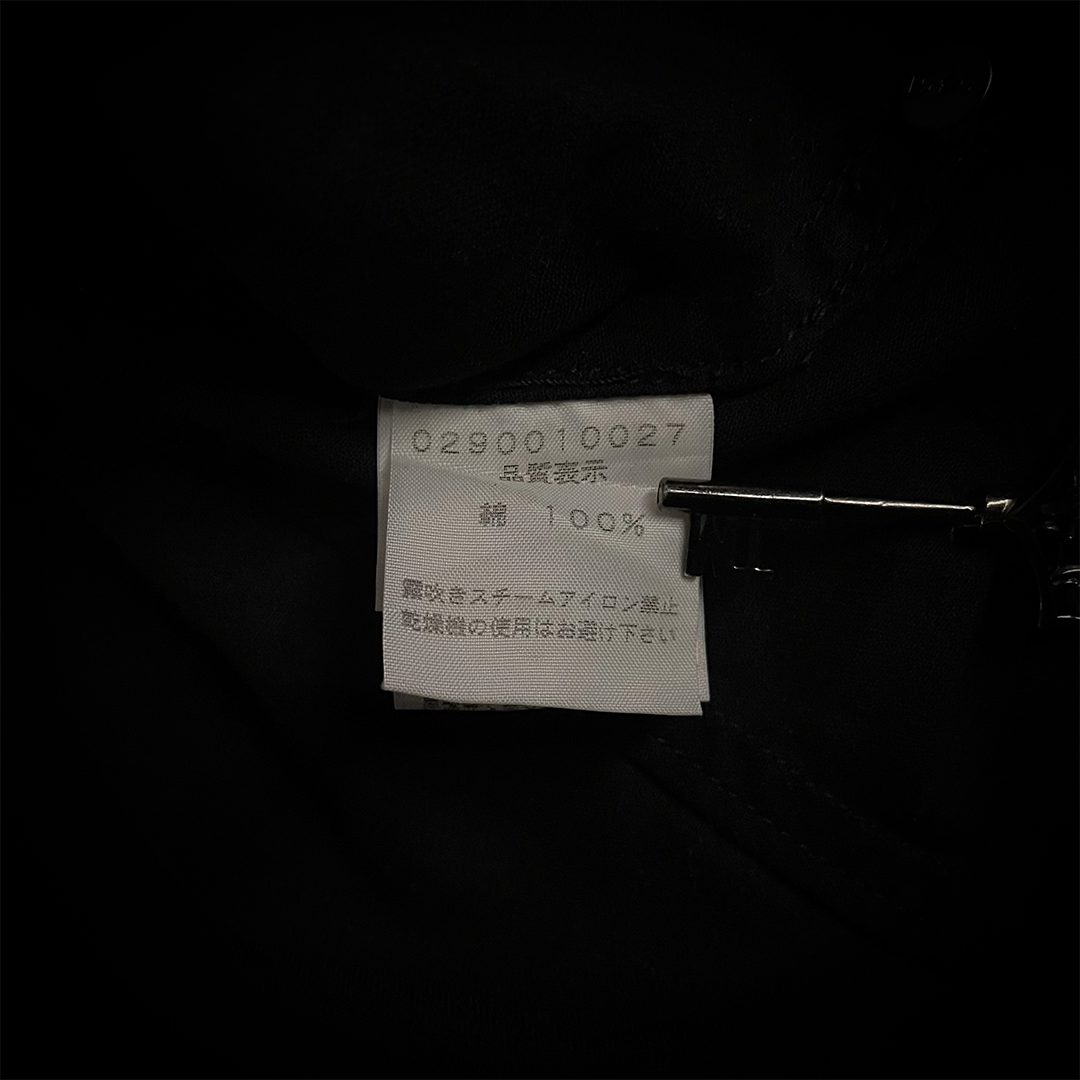 0290010027
品質表示
綿 100%
霧吹きスチームアイロン禁止
乾燥機の使用はお避け下さい